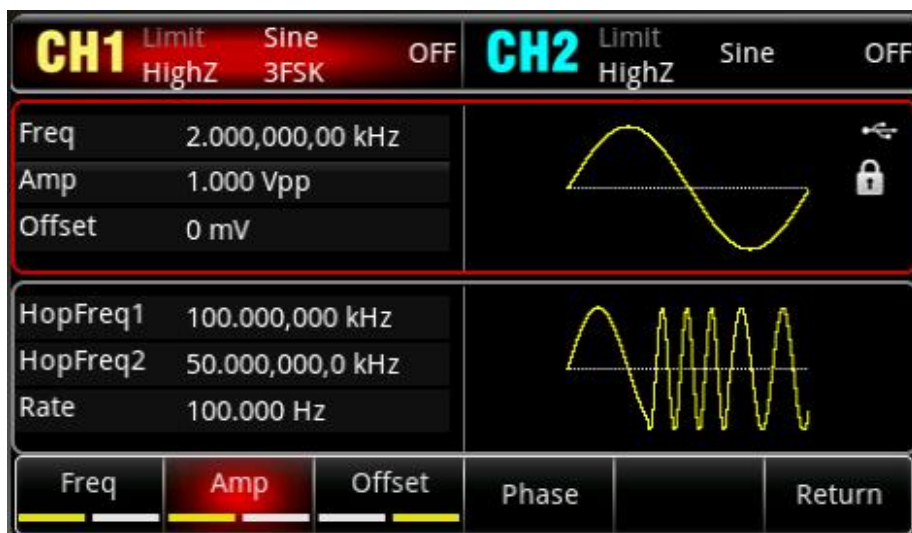 CH1 Limit Sine OFF
HighZ 3FSK
CH2 Limit Sine OFF
HighZ
Freq 2.000,000,00 kHz
Amp 1.000 Vpp
Offset 0 mV
HopFreq1 100.000,000 kHz
HopFreq2 50.000,000,0 kHz
Rate 100.000 Hz
Freq Amp Offset Phase Return